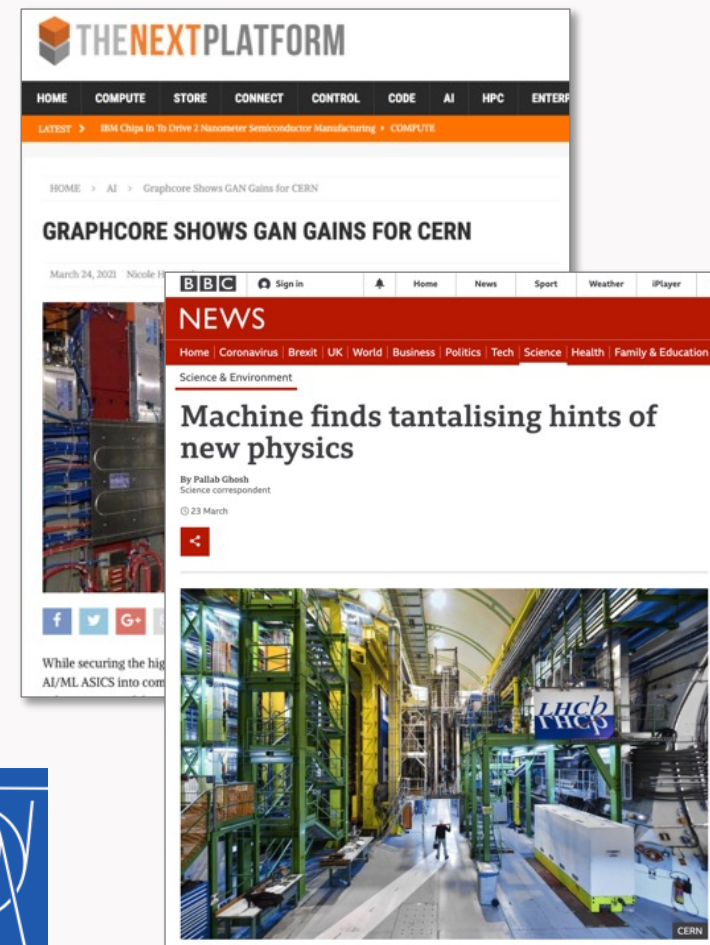 THENEXTPLATFORM
HOME COMPUTE STORE CONNECT CONTROL CODE AI HPC
LATEST > IBM Chips In To Drive 2 Nanometer Semiconductor Manufacturing • COMPUTE
HOME > AI > Graphcore Shows GAN Gains for CERN
GRAPHCORE SHOWS GAN GAINS FOR CERN
March 24, 2021 Nicole
f G+
While securing the
AI/ML ASICS into
BBC Sign in Home News Sport Weather iPlayer
NEWS
Home | Coronavirus | Brexit | UK | World | Business | Politics | Tech | Science | Health | Family & Education
Science & Environment
Machine finds tantalising hints of
new physics
By Pallab Ghosh
Science correspondent
23 March
LHCb
LHCb
CERN